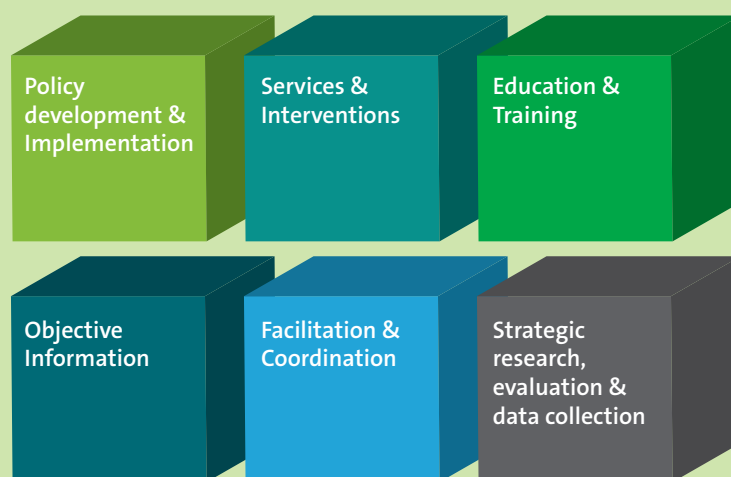 Policy
development &
Implementation
Services &
Interventions
Education &
Training
Objective
Information
Facilitation &
Coordination
Strategic
research,
evaluation &
data collection